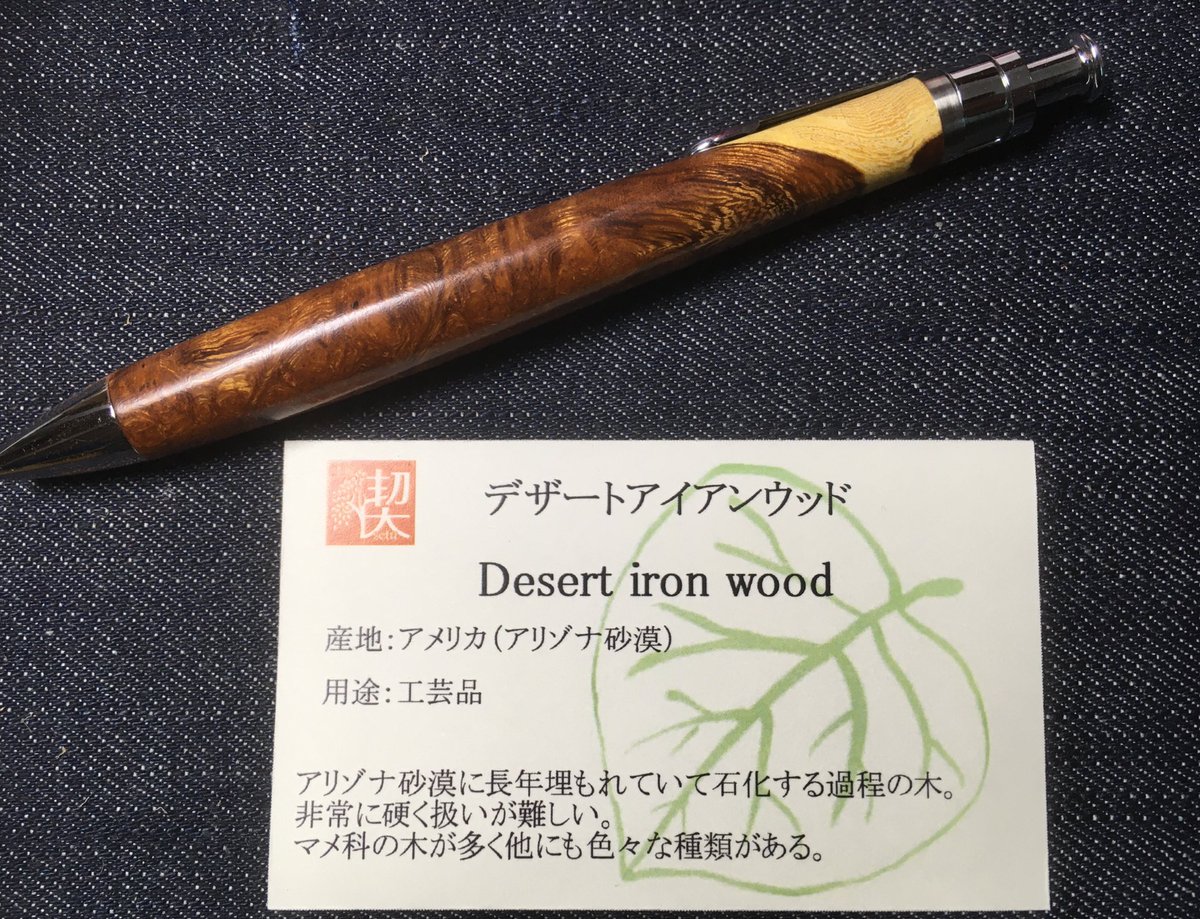 契
setu
デザートアイアンウッド
Desert iron wood
産地：アメリカ（アリゾナ砂漠）
用途：工芸品
アリゾナ砂漠に長年埋もれていて石化する過程の木。
非常に硬く扱いが難しい。
マメ科の木が多く他にも色々な種類がある。